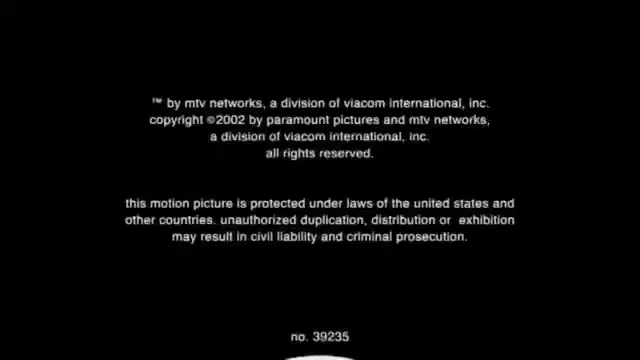 ™ by mtv networks, a division of viacom international, inc.
copyright ©2002 by paramount pictures and mtv networks,
a division of viacom international, inc.
all rights reserved.
this motion picture is protected under laws of the united states and
other countries. unauthorized duplication, distribution or exhibition
may result in civil liability and criminal prosecution.
no. 39235